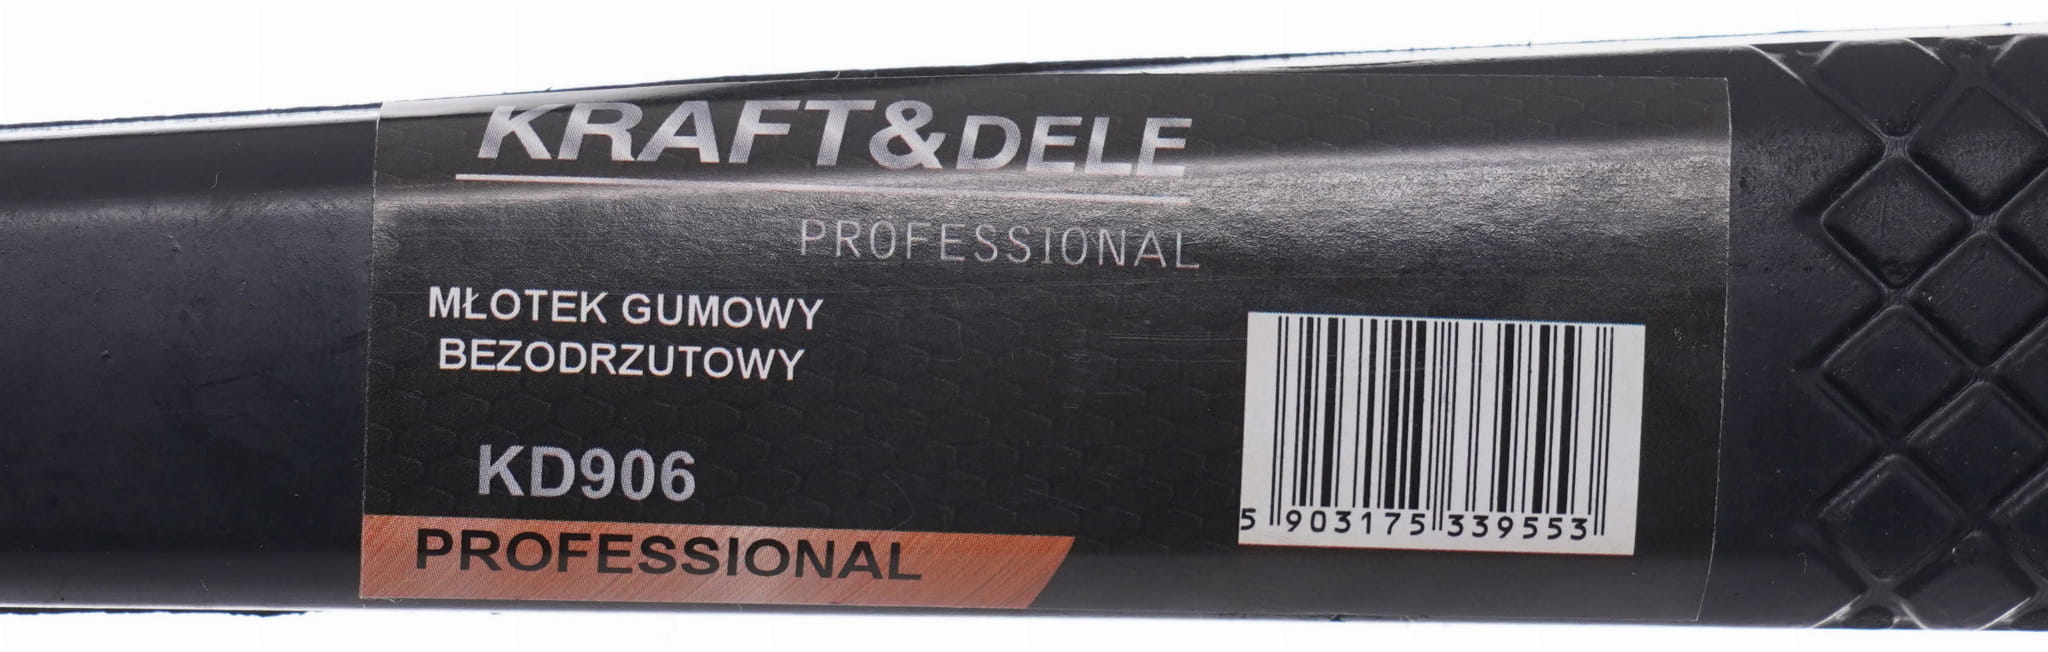 KRAFT&DELE
PROFESSIONAL
MŁOTEK GUMOWY
BEZODRZUTOWY
KD906
PROFESSIONAL
5 903175 339553